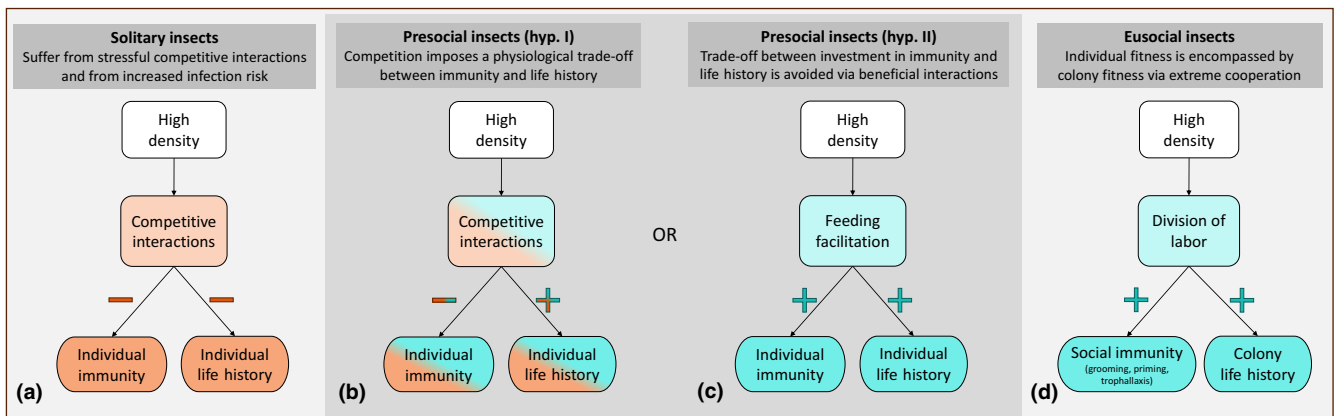 Solitary insects
Suffer from stressful competitive interactions
and from increased infection risk
High
density
Competitive
interactions
Individual
immunity
Individual
life history
(a)
Presocial insects (hyp. I)
Competition imposes a physiological trade-off
between immunity and life history
High
density
Competitive
interactions
Individual
immunity
Individual
life history
(b)
OR
Presocial insects (hyp. II)
Trade-off between investment in immunity and
life history is avoided via beneficial interactions
High
density
Feeding
facilitation
Individual
immunity
Individual
life history
(c)
Eusocial insects
Individual fitness is encompassed by
colony fitness via extreme cooperation
High
density
Division of
labor
Social immunity
(grooming, priming,
trophallaxis)
Colony
life history
(d)